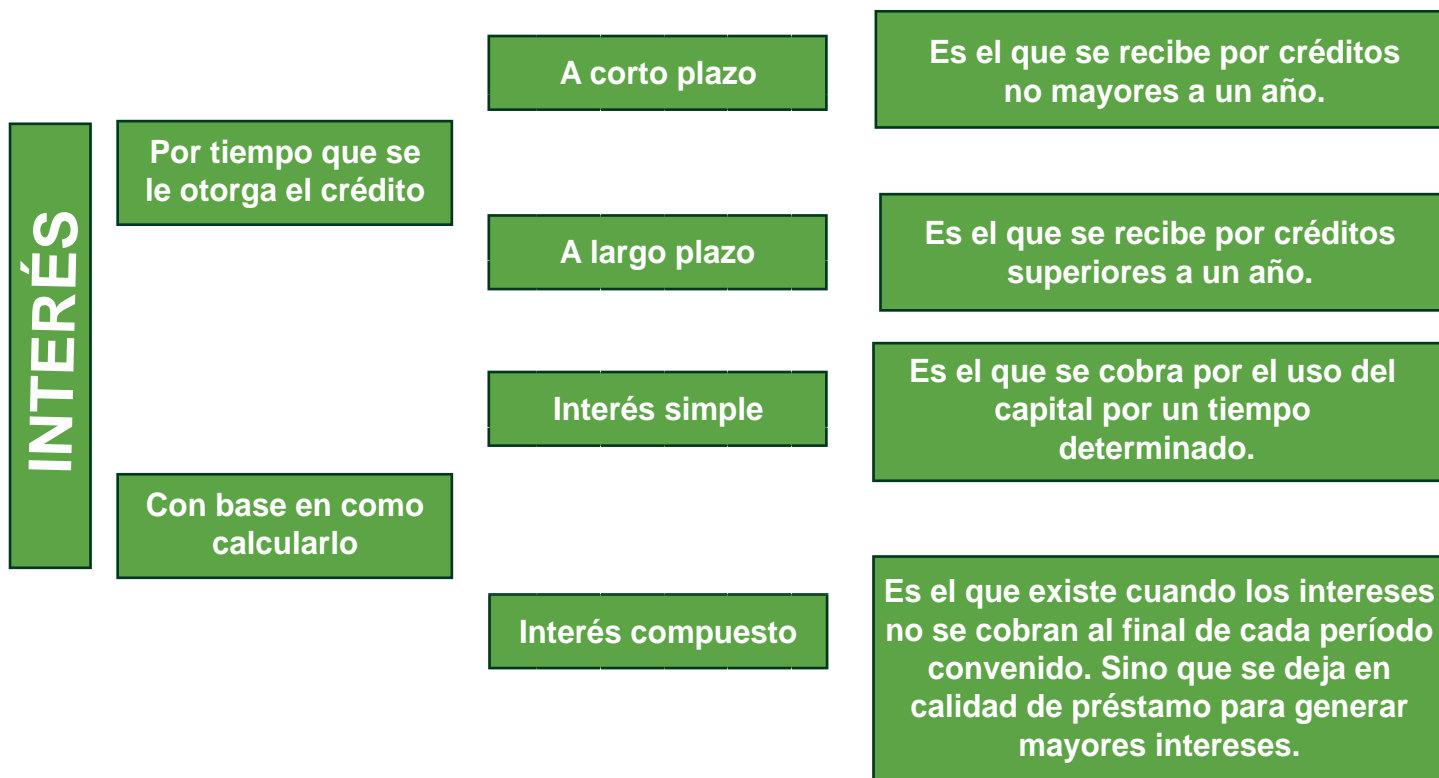 INTERÉS
Por tiempo que se
le otorga el crédito
A corto plazo
Es el que se recibe por créditos
no mayores a un año.
A largo plazo
Es el que se recibe por créditos
superiores a un año.
Con base en como
calcularlo
Interés simple
Es el que se cobra por el uso del
capital por un tiempo
determinado.
Interés compuesto
Es el que existe cuando los intereses
no se cobran al final de cada período
convenido. Sino que se deja en
calidad de préstamo para generar
mayores intereses.